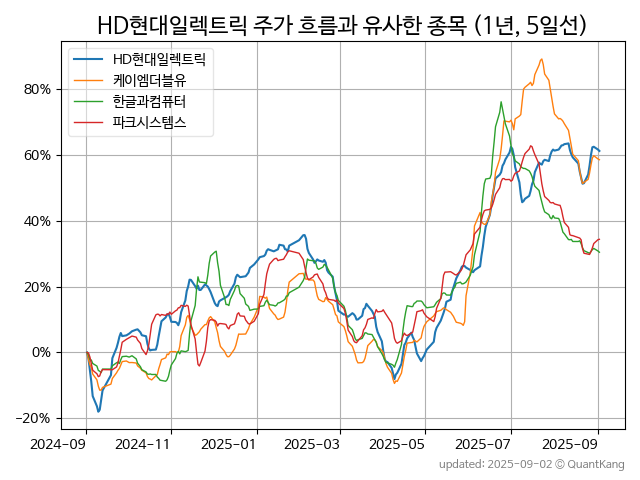 HD현대일렉트릭 주가 흐름과 유사한 종목 (1년, 5일선)
HD현대일렉트릭
케이엠더블유
한글과컴퓨터
파크시스템스
80%
60%
40%
20%
0%
−20%
2024-09 2024-11 2025-01 2025-03 2025-05 2025-07 2025-09
updated: 2025-09-02 © QuantKang